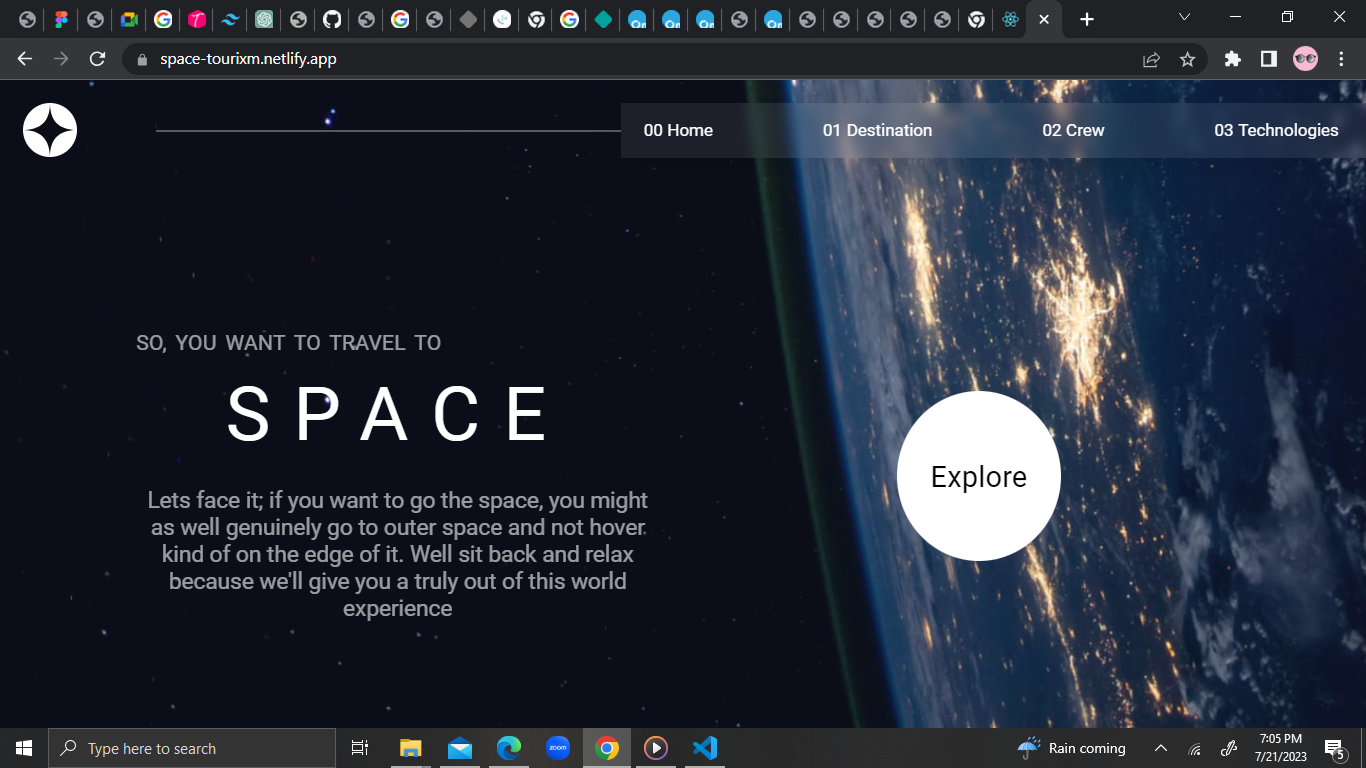 space-tourixm.netlify.app
00 Home
01 Destination
02 Crew
03 Technologies
SO, YOU WANT TO TRAVEL TO
SPACE
Lets face it; if you want to go the space, you might
as well genuinely go to outer space and not hover
kind of on the edge of it. Well sit back and relax
because we'll give you a truly out of this world
experience
Explore
Type here to search
zoom
Rain coming
7:05 PM
7/21/2023
5